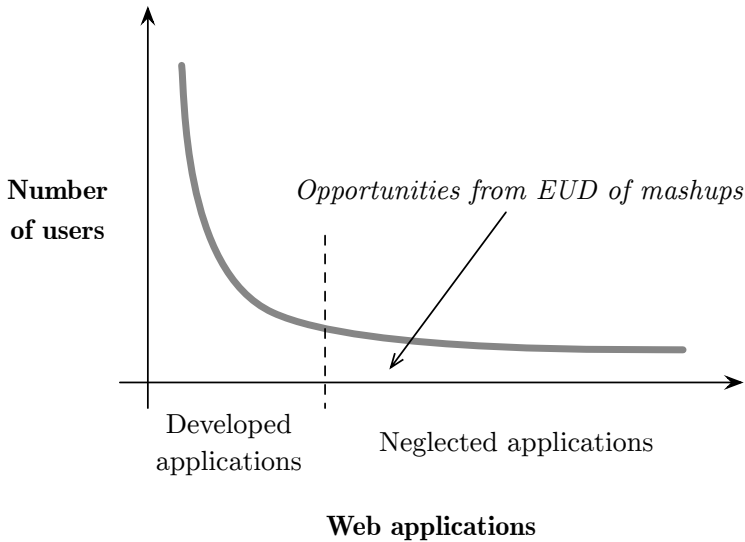 Number
of users
Opportunities from EUD of mashups
Developed
applications
Neglected applications
Web applications